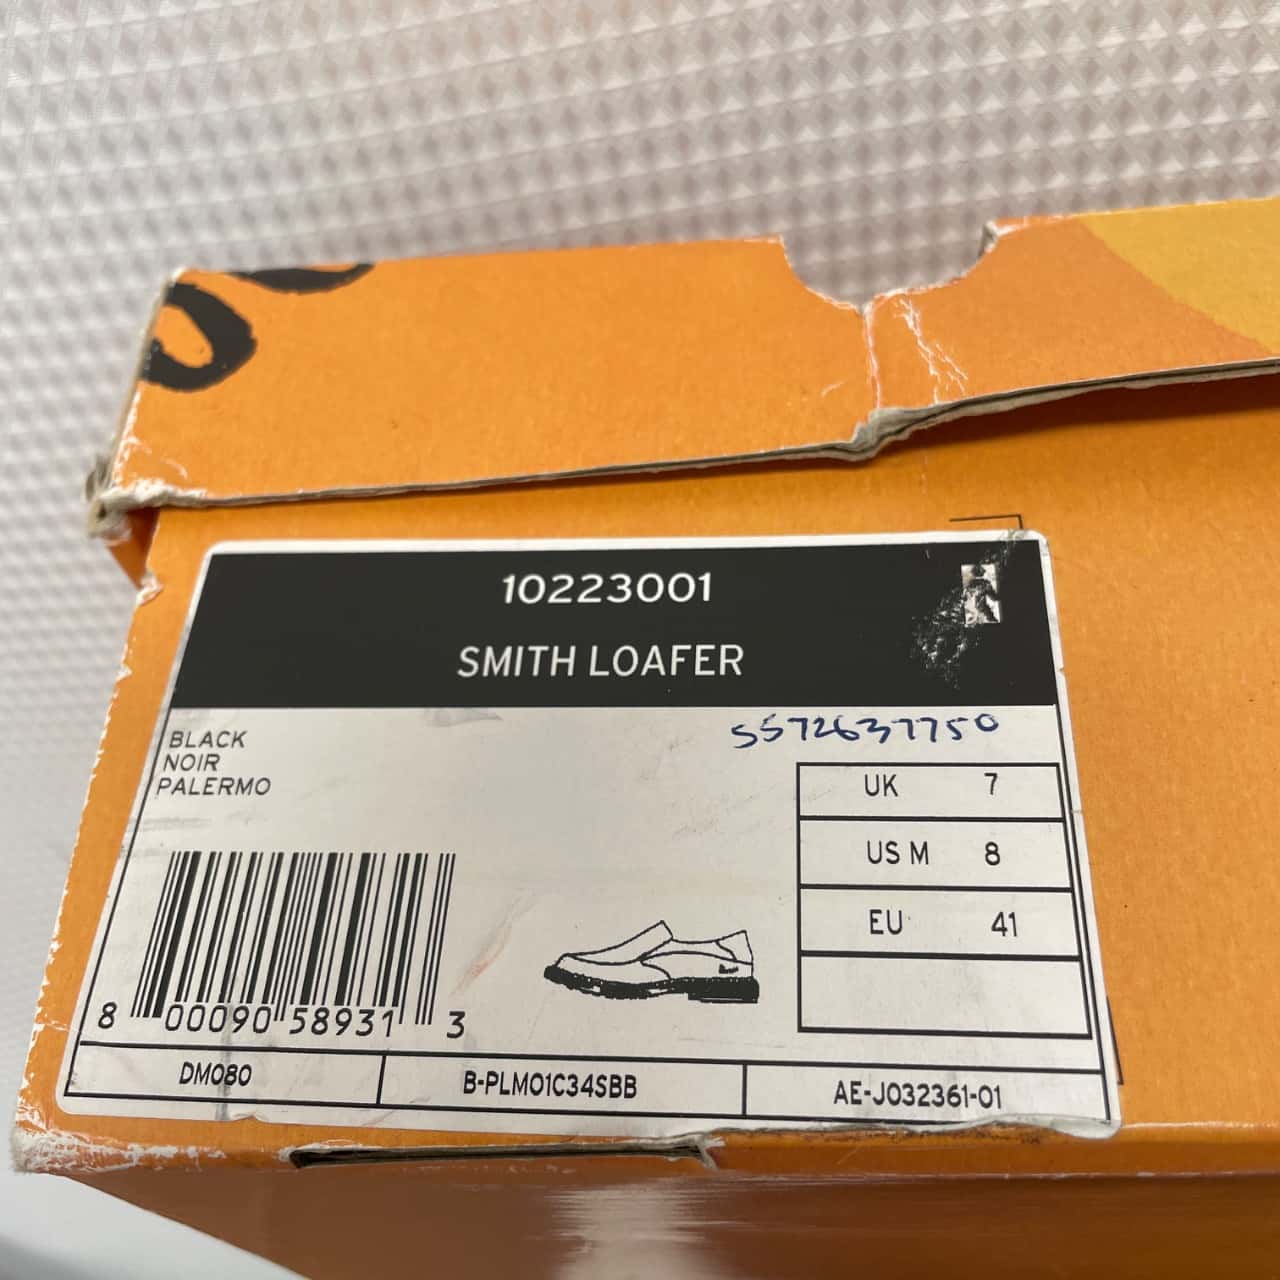 10223001
SMITH LOAFER
BLACK
NOIR
PALERMO
5572637750
UK 7
US M 8
EU 41
8 00090 58931 3
DM080 B-PLM01C34SBB AE-J032361-01